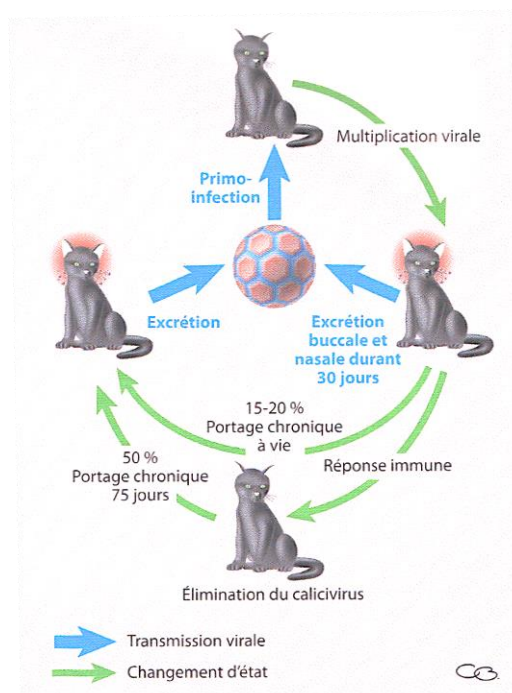 Multiplication virale
Primo-
infection
Excrétion
Excrétion
buccale et
nasale durant
30 jours
15-20 %
Portage chronique
à vie
50 %
Portage chronique
75 jours
Réponse immune
Élimination du calicivirus
Transmission virale
Changement d'état